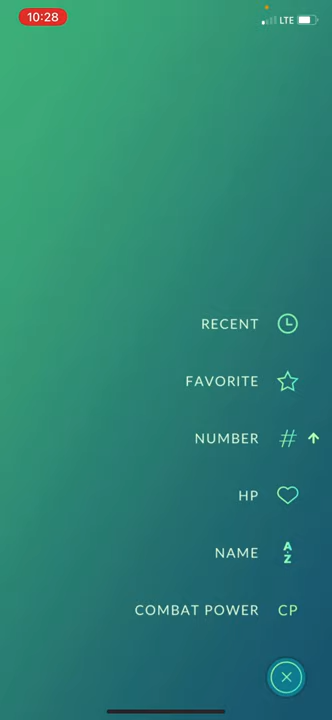 10:28
LTE
RECENT
FAVORITE
NUMBER #
HP
NAME A Z
COMBAT POWER CP